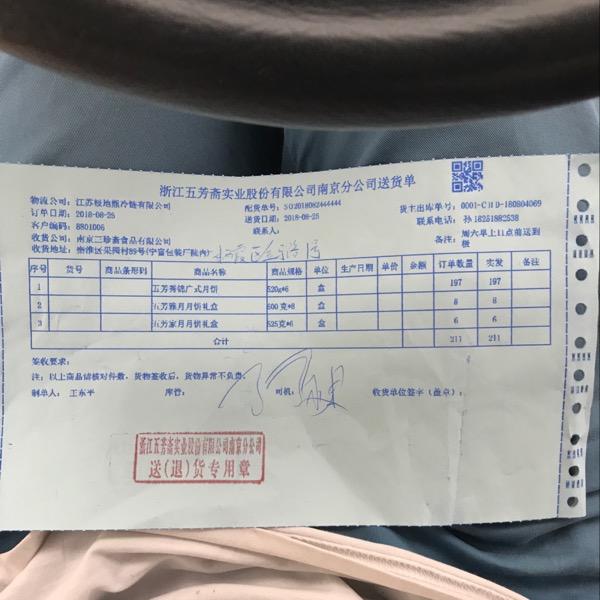 浙江五芳斋实业股份有限公司南京分公司送货单
物流公司：江苏极地熊冷链有限公司 配货单号：SO2018082444444 货主出库单号：0001-CHD-180804069
订单日期：2018-08-25 送货日期：2018-08-25 联系电话：孙 18251882538
客户编码：8801006 联系人： 备注：周六早上11点前送到
收货公司：南京三珍斋食品有限公司 极
收货地址：秦淮区菜园村89号(宁富包装厂院内)
序号 货号 商品条形码 商品名称 商品规格 单位 生产日期 单价 金额 订单数量 实发 备注
1 五芳斋锦广式月饼 520g*6 盒 197 197
2 五芳雅月月饼礼盒 600克*8 盒 8 8
3 五芳家月月饼礼盒 525克*6 盒 6 6
合计 211 211
签收要求：
注：以上商品请核对件数，货物签收后，货物异常不负责。
制单人：王东平 库管： 司机： 收货单位签字（盖章）：
浙江五芳斋实业股份有限公司南京分公司
送(退)货专用章